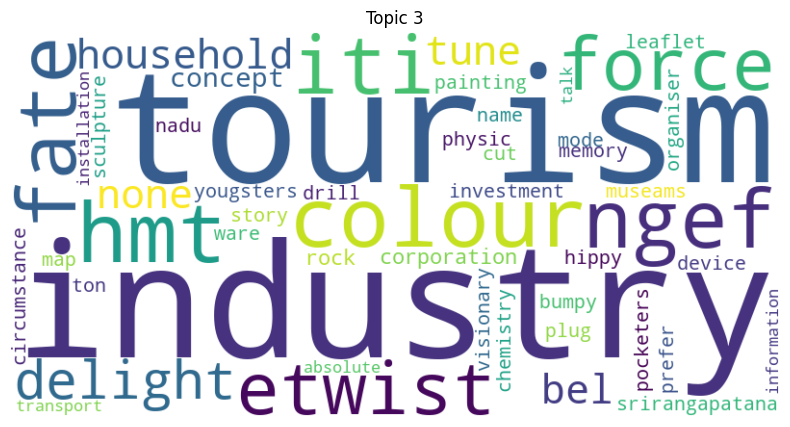 Topic 3
household
iti
tune
force
leaflet
fate
concept
painting
talk
organiser
installation
sculpture
tourism
nadu
name
physic
cut
mode
memory
none
yougsters
drill
investment
museams
hmt
story
ware
colour
ngef
circumstance
map
ton
rock
corporation
hippy
device
industry
visionary
chemistry
bumpy
plug
pocketers
prefer
information
delight
absolute
etwist
bel
transport
srirangapatana